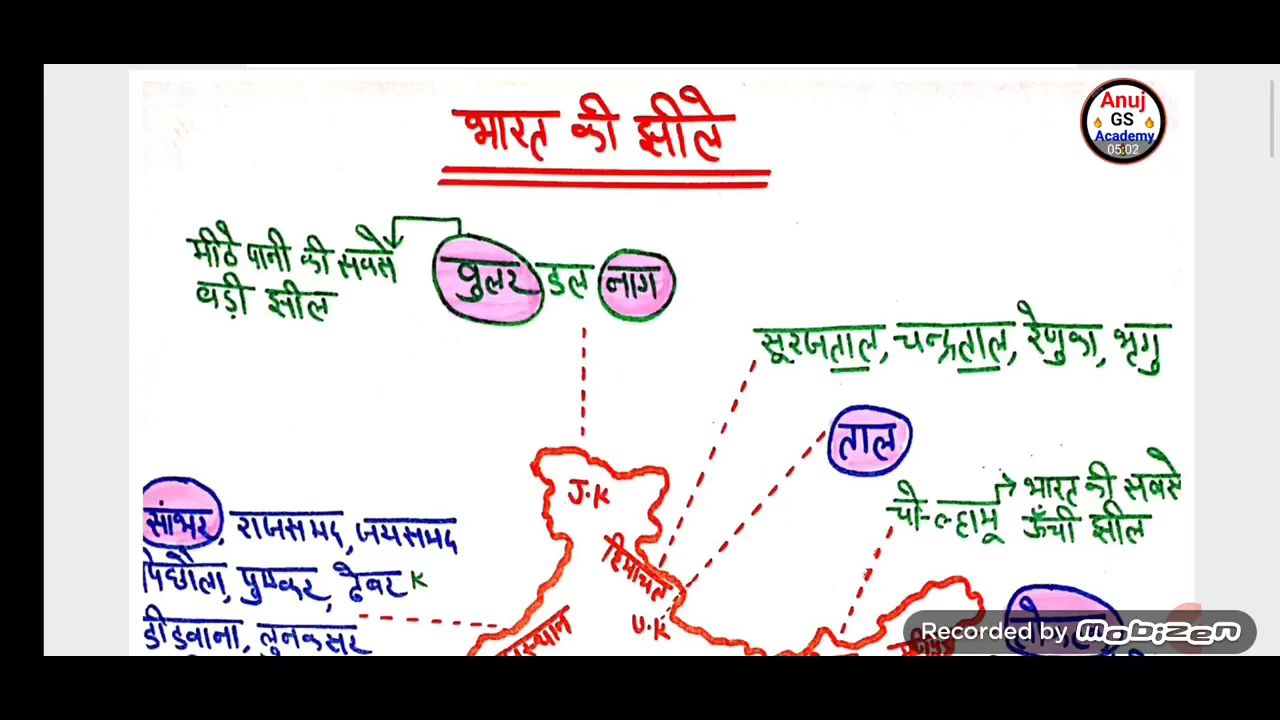 भारत की झीले
Anuj
GS
Academy
05:02
मीठे पानी की सबसे
बड़ी झील
वुलर डल नाग
सूरजताल, चन्द्रताल, रेणुका, भृगु
ताल
चो-ल्हामू
भारत की सबसे
ऊँची झील
J.K
हिमाचल
U.K
सांभर, राजसमद, जयसमद
पिछौला, पुष्कर, ढेबर K
डीडवाना, लुनकसर
Recorded by MOBIZEN